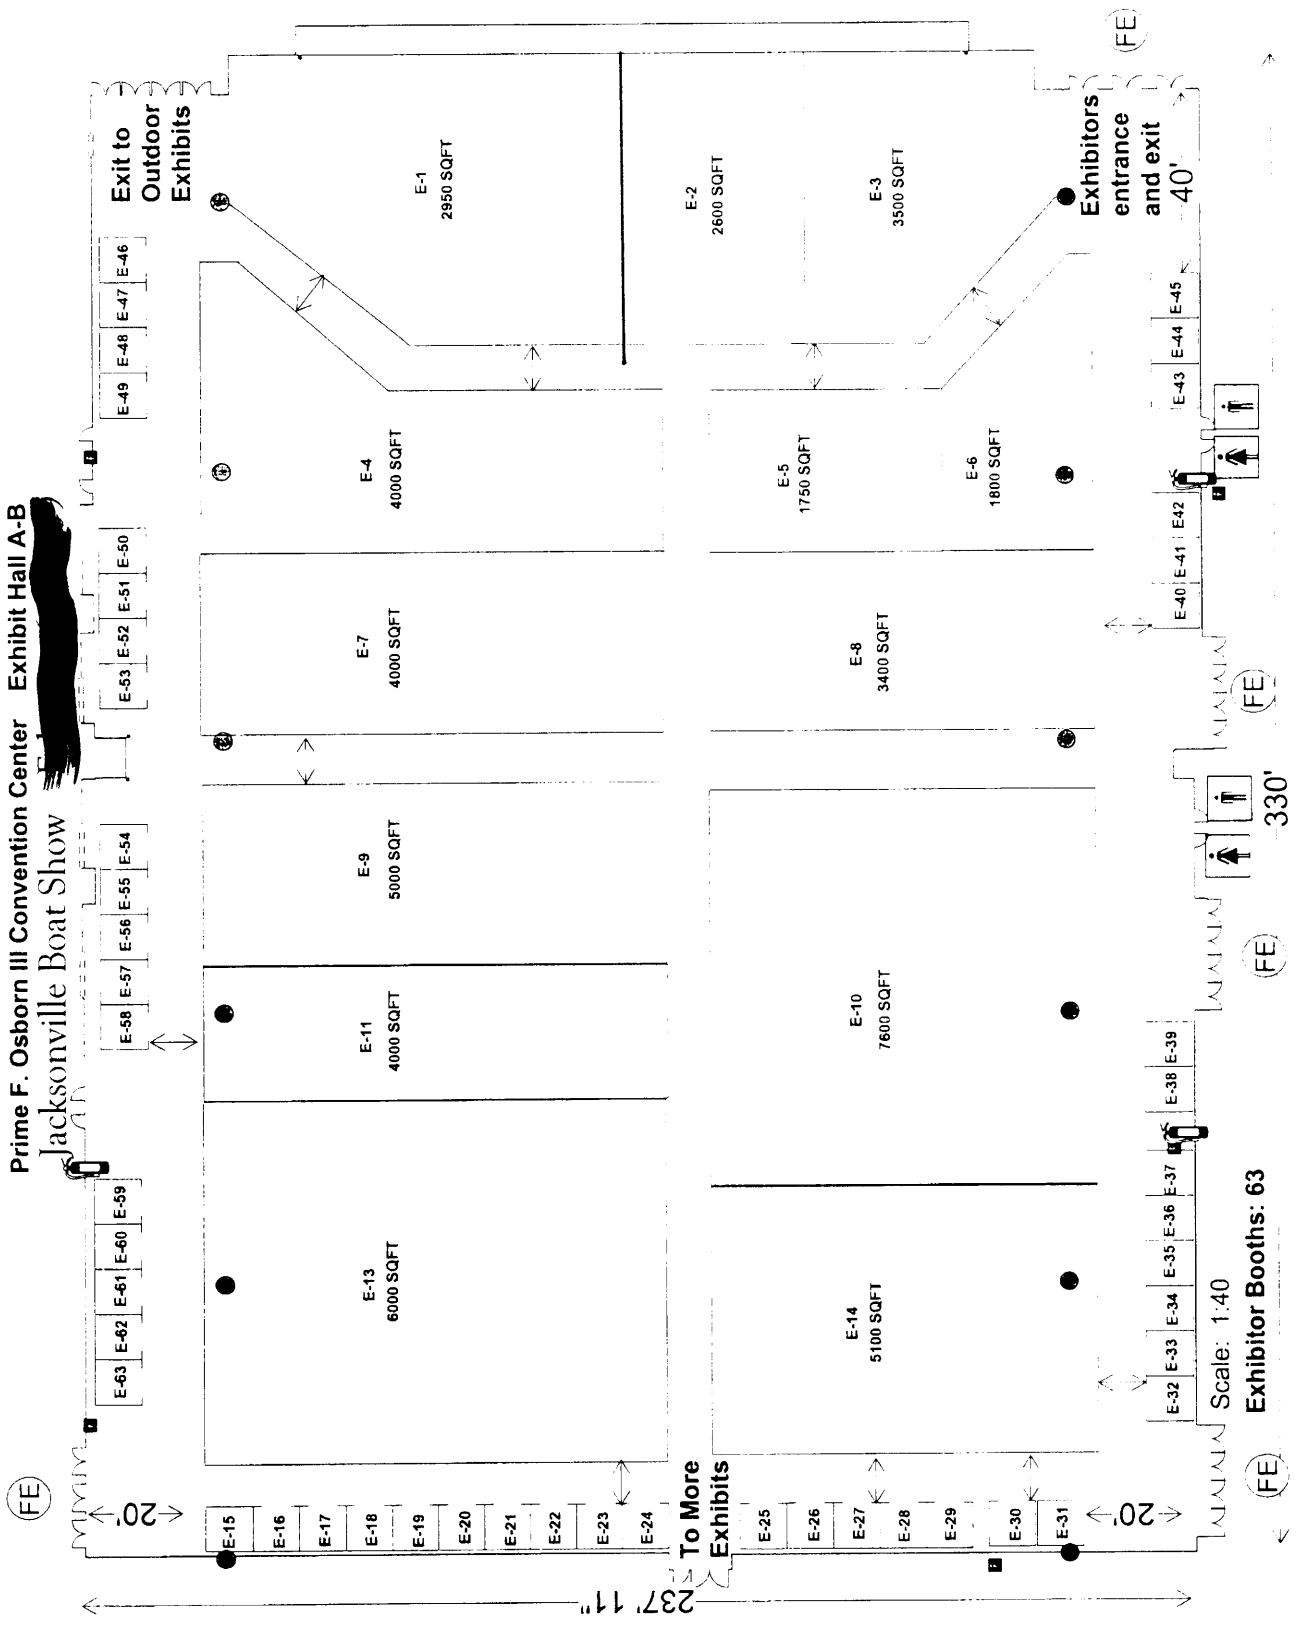 Prime F. Osborn III Convention Center Exhibit Hall A-B
Jacksonville Boat Show
Exit to
Outdoor
Exhibits
E-63
E-62
E-61
E-60
E-59
E-58
E-57
E-56
E-55
E-54
E-53
E-52
E-51
E-50
E-49
E-48
E-47
E-46
FE
20'
E-13
6000 SQFT
E-11
4000 SQFT
E-9
5000 SQFT
E-7
4000 SQFT
E-4
4000 SQFT
E-1
2950 SQFT
E-15
E-16
E-17
E-18
E-19
E-20
E-21
E-22
E-23
E-24
To More
Exhibits
237' 11"
E-25
E-26
E-27
E-28
E-29
E-30
E-31
E-14
5100 SQFT
E-10
7600 SQFT
E-8
3400 SQFT
E-5
1750 SQFT
E-6
1800 SQFT
E-2
2600 SQFT
E-3
3500 SQFT
Exhibitors
entrance
and exit
40'
FE
20'
E-32
E-33
E-34
E-35
E-36
E-37
E-38
E-39
E-40
E-41
E-42
E-43
E-44
E-45
Scale: 1:40
Exhibitor Booths: 63
FE
FE
FE
330'